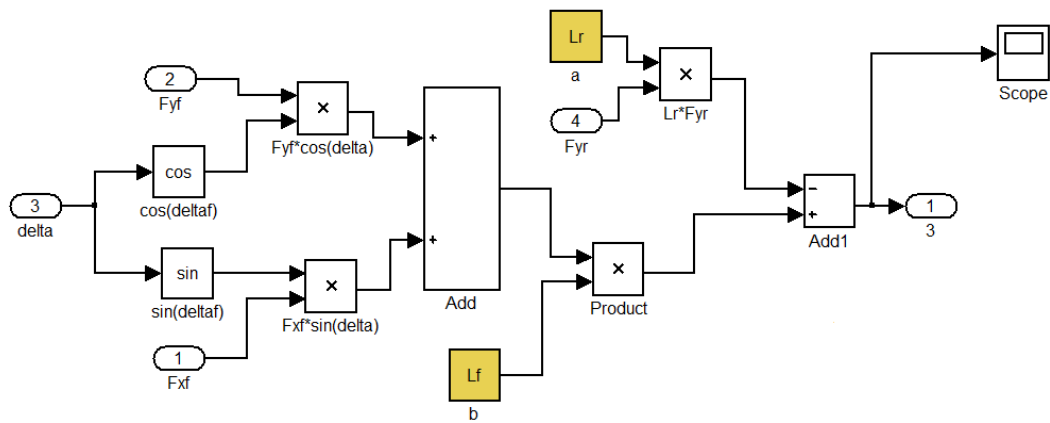 2
Fyf
×
Fyf*cos(delta)
cos
cos(deltaf)
3
delta
sin
sin(deltaf)
×
Fxf*sin(delta)
1
Fxf
+
+
Add
Lr
a
4
Fyr
×
Lr*Fyr
×
Product
Lf
b
−
+
Add1
1
3
Scope